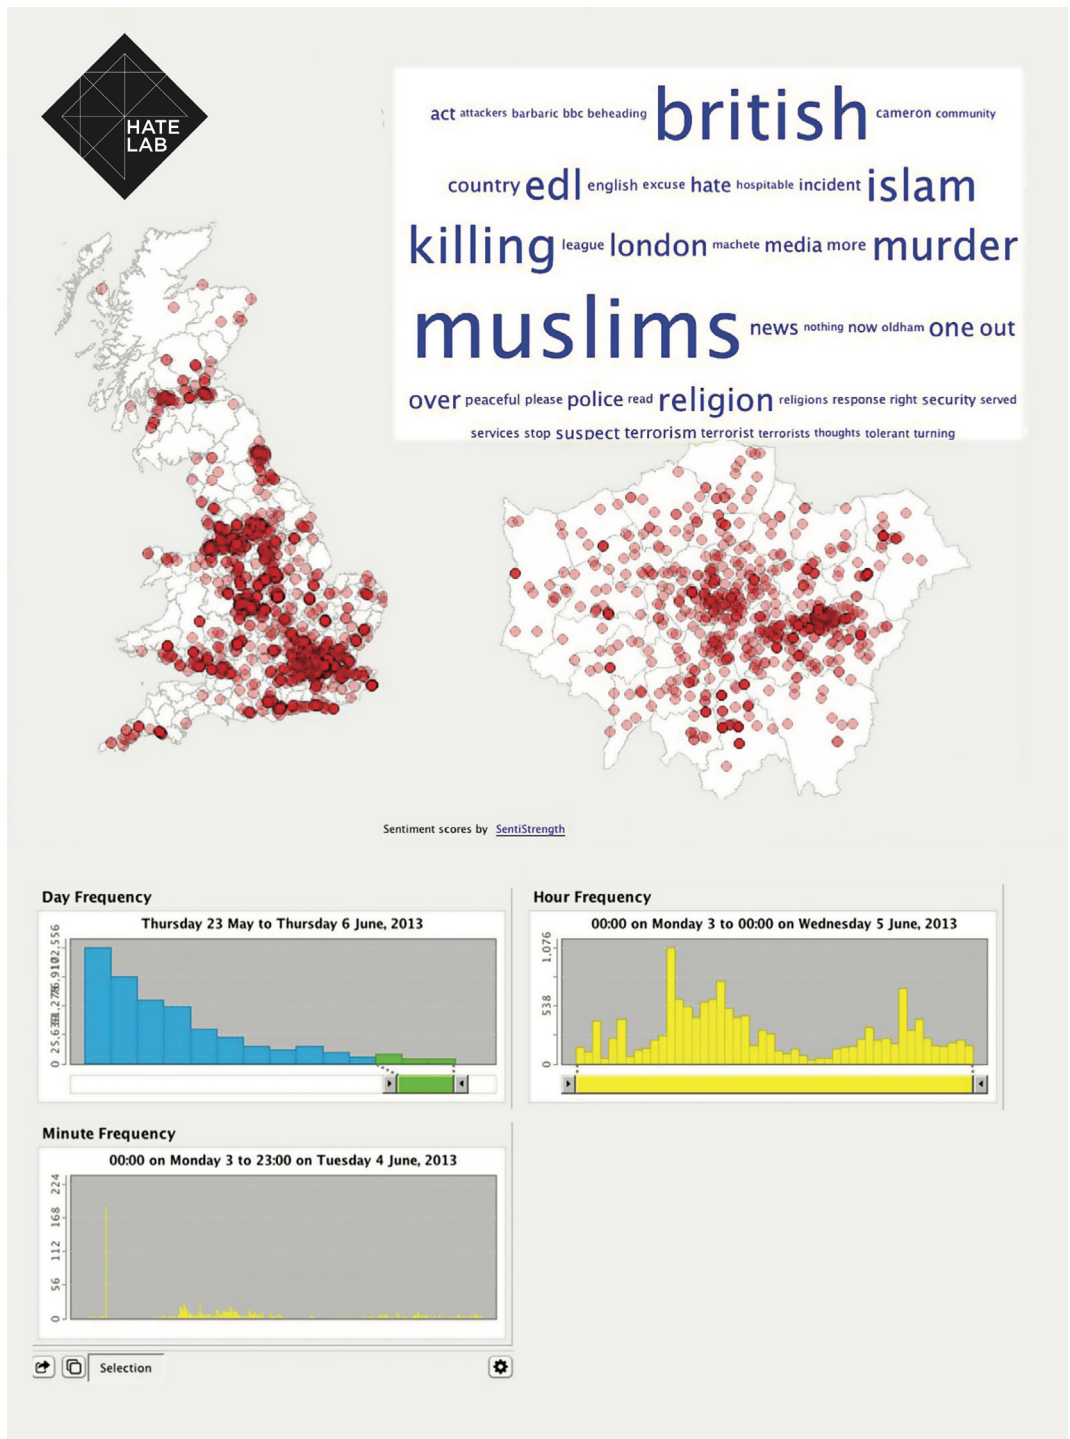 HATE
LAB
act attackers barbaric bbc beheading british cameron community
country edl english excuse hate hospitable incident islam
killing league london machete media more murder
muslims news nothing now oldham one out
over peaceful please police read religion religions response right security served
services stop suspect terrorism terrorist terrorists thoughts tolerant turning
Sentiment scores by SentiStrength
Day Frequency
Thursday 23 May to Thursday 6 June, 2013
0
Hour Frequency
00:00 on Monday 3 to 00:00 on Wednesday 5 June, 2013
1,076
538
0
Minute Frequency
00:00 on Monday 3 to 23:00 on Tuesday 4 June, 2013
224
168
112
56
0
Selection